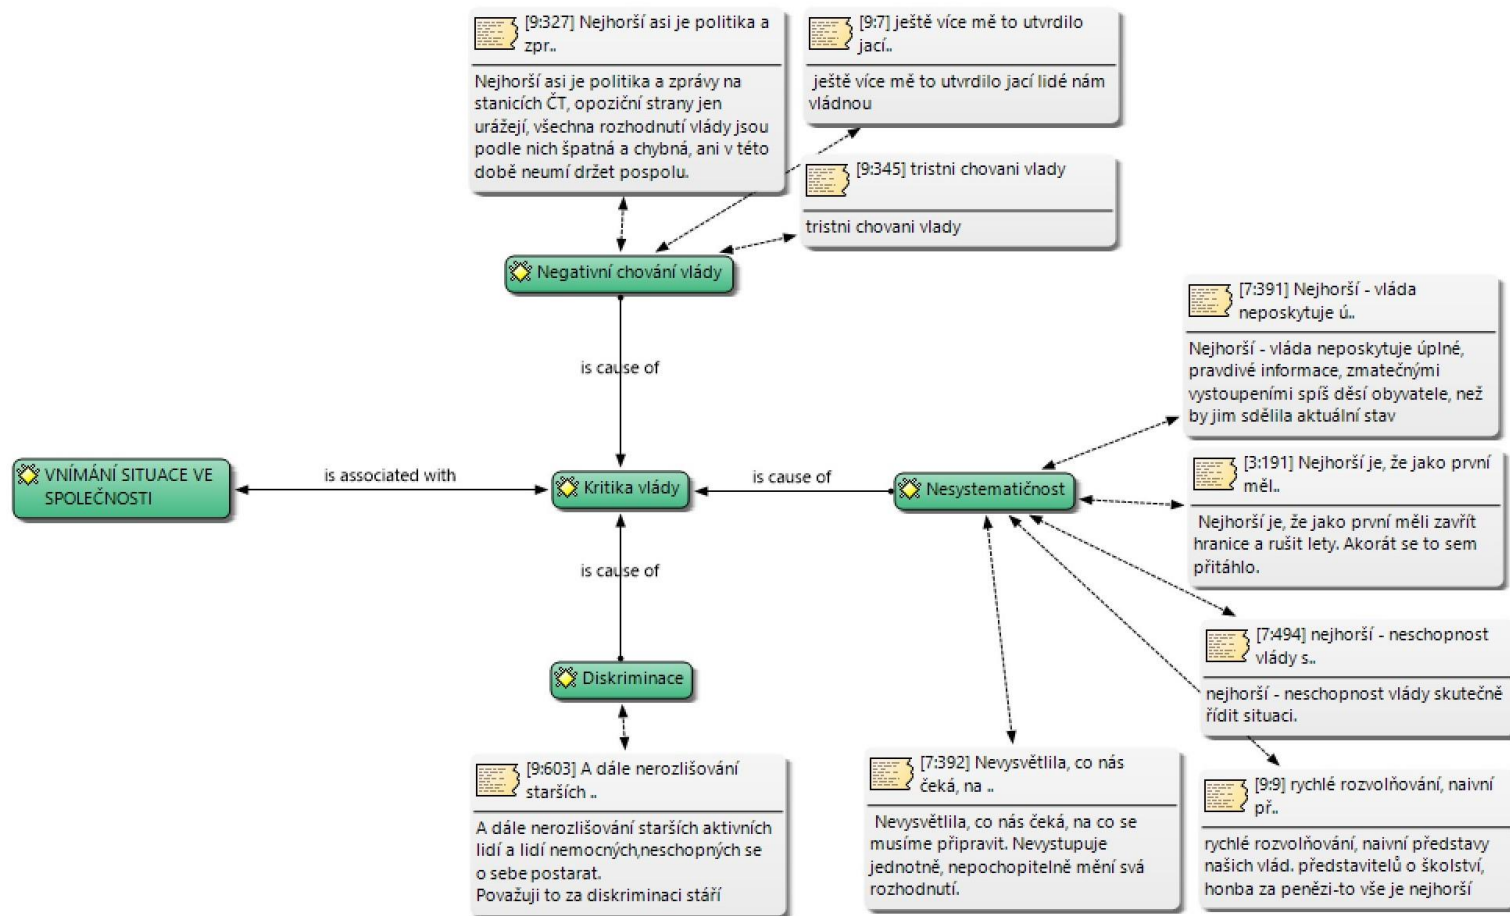 [9:327] Nejhorší asi je politika a
zpr..
Nejhorší asi je politika a zprávy na
stanicích ČT, opoziční strany jen
urážejí, všechna rozhodnutí vlády jsou
podle nich špatná a chybná, ani v této
době neumí držet pospolu.
[9:7] ještě více mě to utvrdilo
jací..
ještě více mě to utvrdilo jací lidé nám
vládnou
[9:345] tristni chovani vlady
tristni chovani vlady
Negativní chování vlády
is cause of
[7:391] Nejhorší - vláda
neposkytuje ú..
Nejhorší - vláda neposkytuje úplné,
pravdivé informace, zmatečnými
vystoupeními spíš děsí obyvatele, než
by jim sdělila aktuální stav
VNÍMÁNÍ SITUACE VE
SPOLEČNOSTI
is associated with
Kritika vlády
is cause of
Nesystematičnost
[3:191] Nejhorší je, že jako první
měl..
Nejhorší je, že jako první měli zavřít
hranice a rušit lety. Akorát se to sem
přitáhlo.
is cause of
Diskriminace
[7:494] nejhorší - neschopnost
vlády s..
nejhorší - neschopnost vlády skutečně
řídit situaci.
[9:603] A dále nerozlišování
starších ..
A dále nerozlišování starších aktivních
lidí a lidí nemocných,neschopných se
o sebe postarat.
Považuji to za diskriminaci stáří
[7:392] Nevysvětlila, co nás
čeká, na ..
Nevysvětlila, co nás čeká, na co se
musíme připravit. Nevystupuje
jednotně, nepochopitelně mění svá
rozhodnutí.
[9:9] rychlé rozvolňování, naivní
př..
rychlé rozvolňování, naivní představy
našich vlád. představitelů o školství,
honba za penězi-to vše je nejhorší